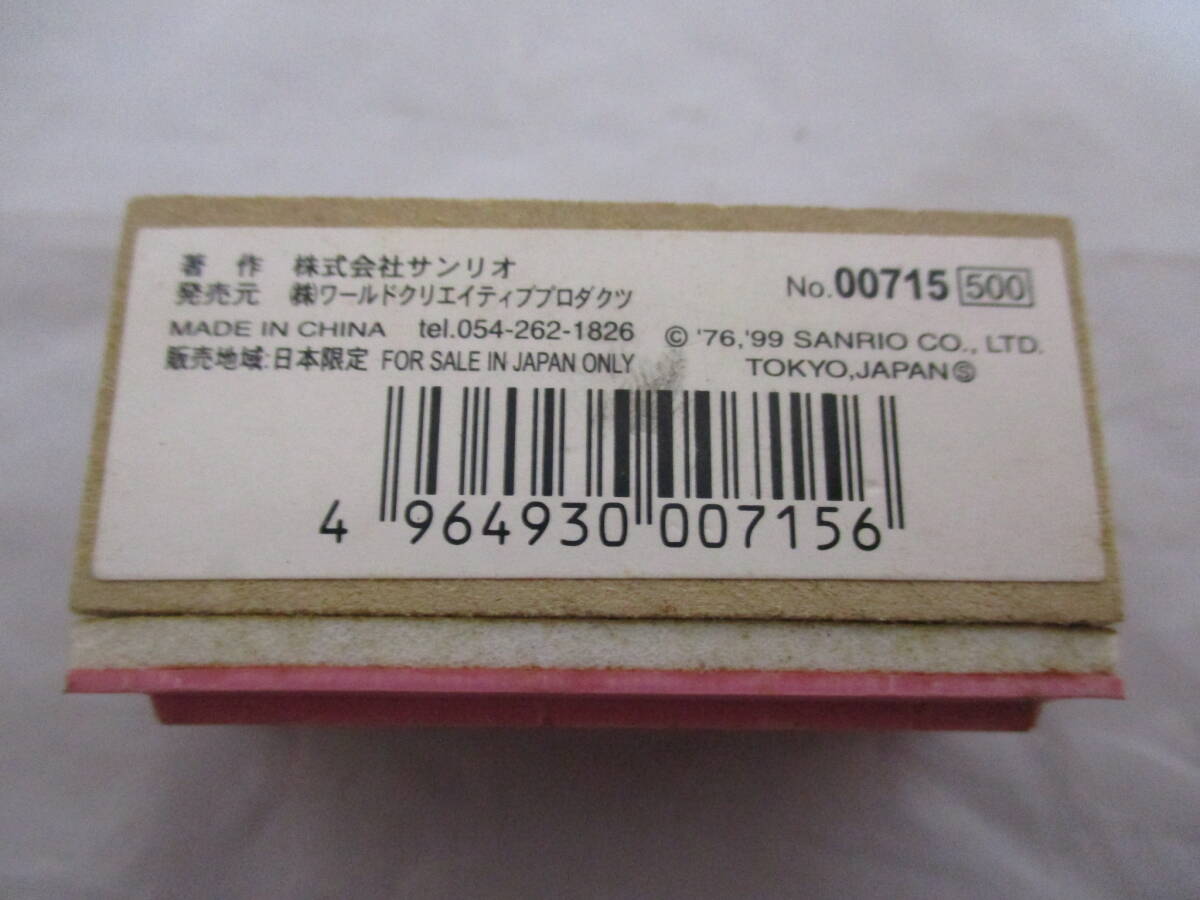 著 作 株式会社サンリオ
発売元 ㈱ワールドクリエイティブプロダクツ
MADE IN CHINA tel.054-262-1826
販売地域:日本限定 FOR SALE IN JAPAN ONLY
No.00715 500
© '76,'99 SANRIO CO., LTD.
TOKYO,JAPAN Ⓢ
4 964930 007156